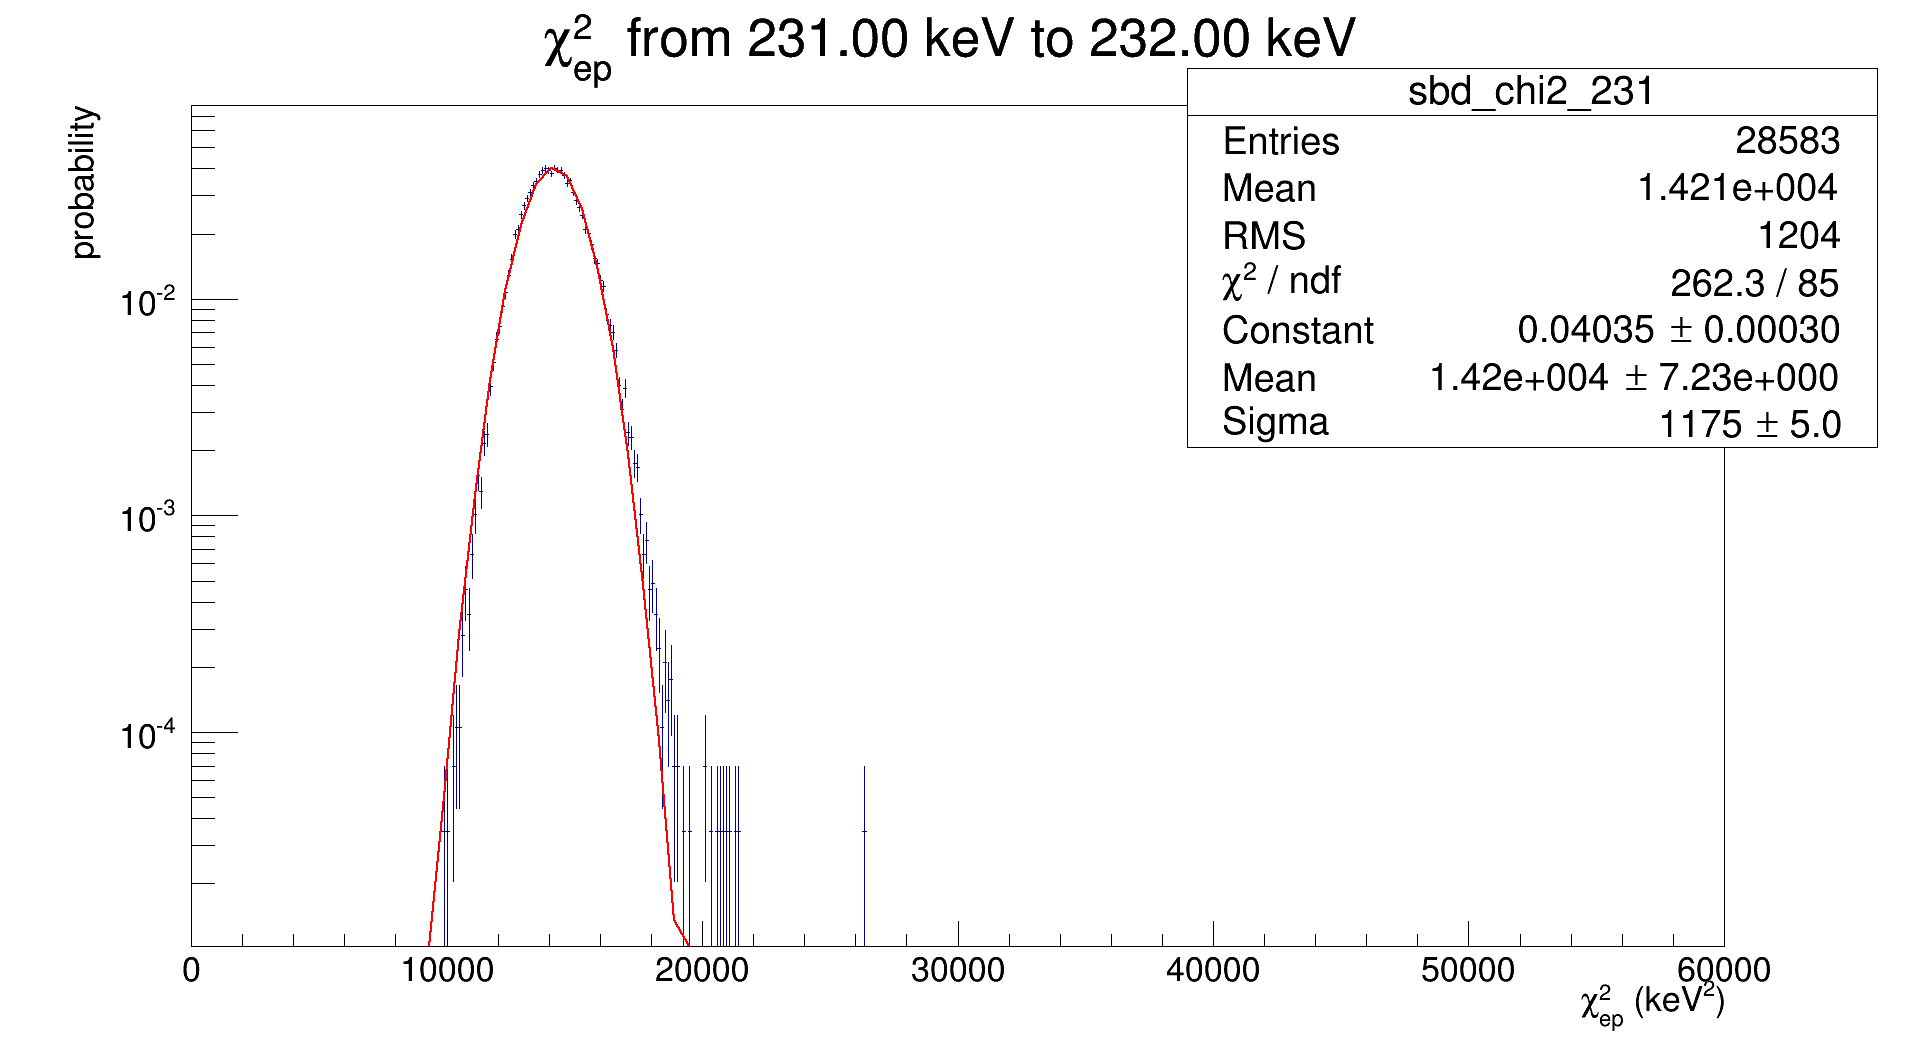 χ²ep from 231.00 keV to 232.00 keV
sbd_chi2_231
Entries 28583
Mean 1.421e+004
RMS 1204
χ² / ndf 262.3 / 85
Constant 0.04035 ± 0.00030
Mean 1.42e+004 ± 7.23e+000
Sigma 1175 ± 5.0
probability
10⁻²
10⁻³
10⁻⁴
0 10000 20000 30000 40000 50000 60000
χ²ep (keV²)